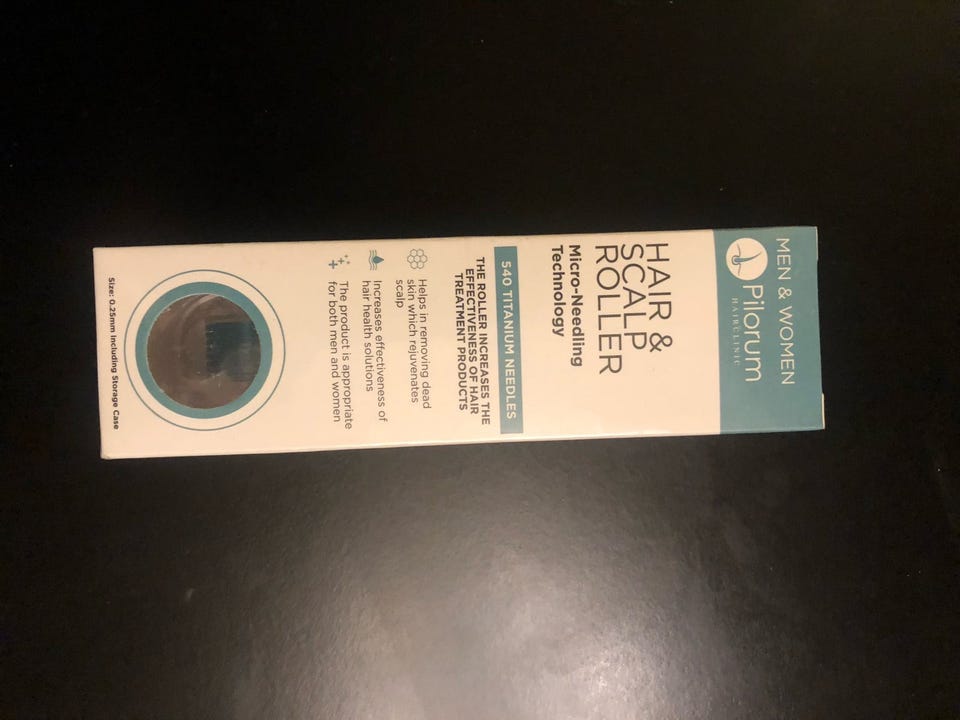 MEN & WOMEN
Pilorum
HAIRCLINIC
HAIR &
SCALP
ROLLER
Micro-Needling
Technology
540 TITANIUM NEEDLES
THE ROLLER INCREASES THE
EFFECTIVENESS OF HAIR
TREATMENT PRODUCTS
Helps in removing dead
skin which rejuvenates
scalp
Increases effectiveness of
hair health solutions
The product is appropriate
for both men and women
Size: 0.25mm Including Storage Case